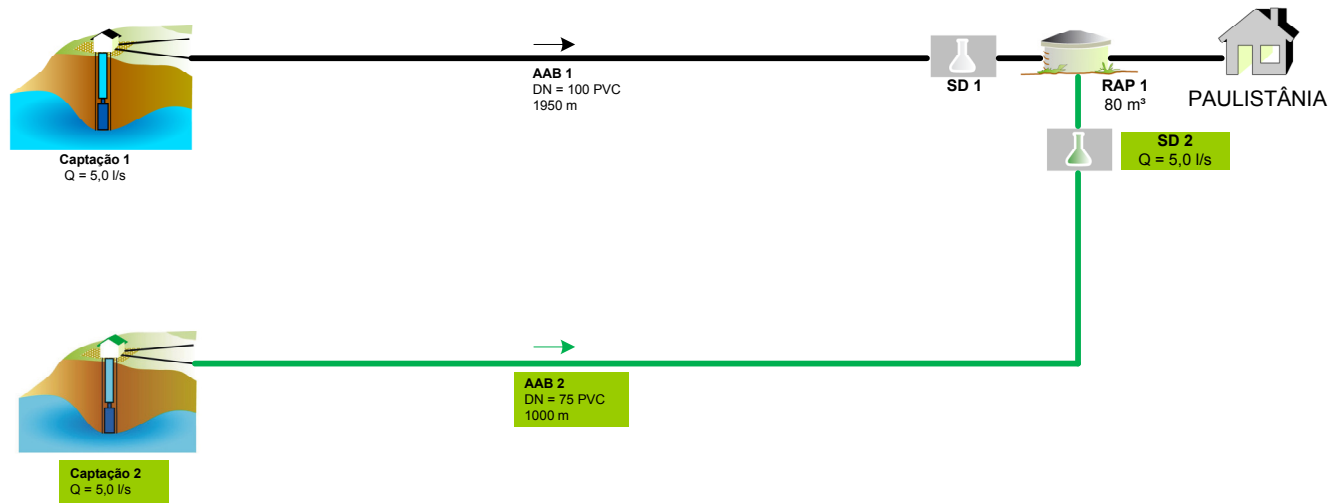 AAB 1
DN = 100 PVC
1950 m
SD 1
RAP 1
80 m³
PAULISTÂNIA
Captação 1
Q = 5,0 l/s
SD 2
Q = 5,0 l/s
AAB 2
DN = 75 PVC
1000 m
Captação 2
Q = 5,0 l/s